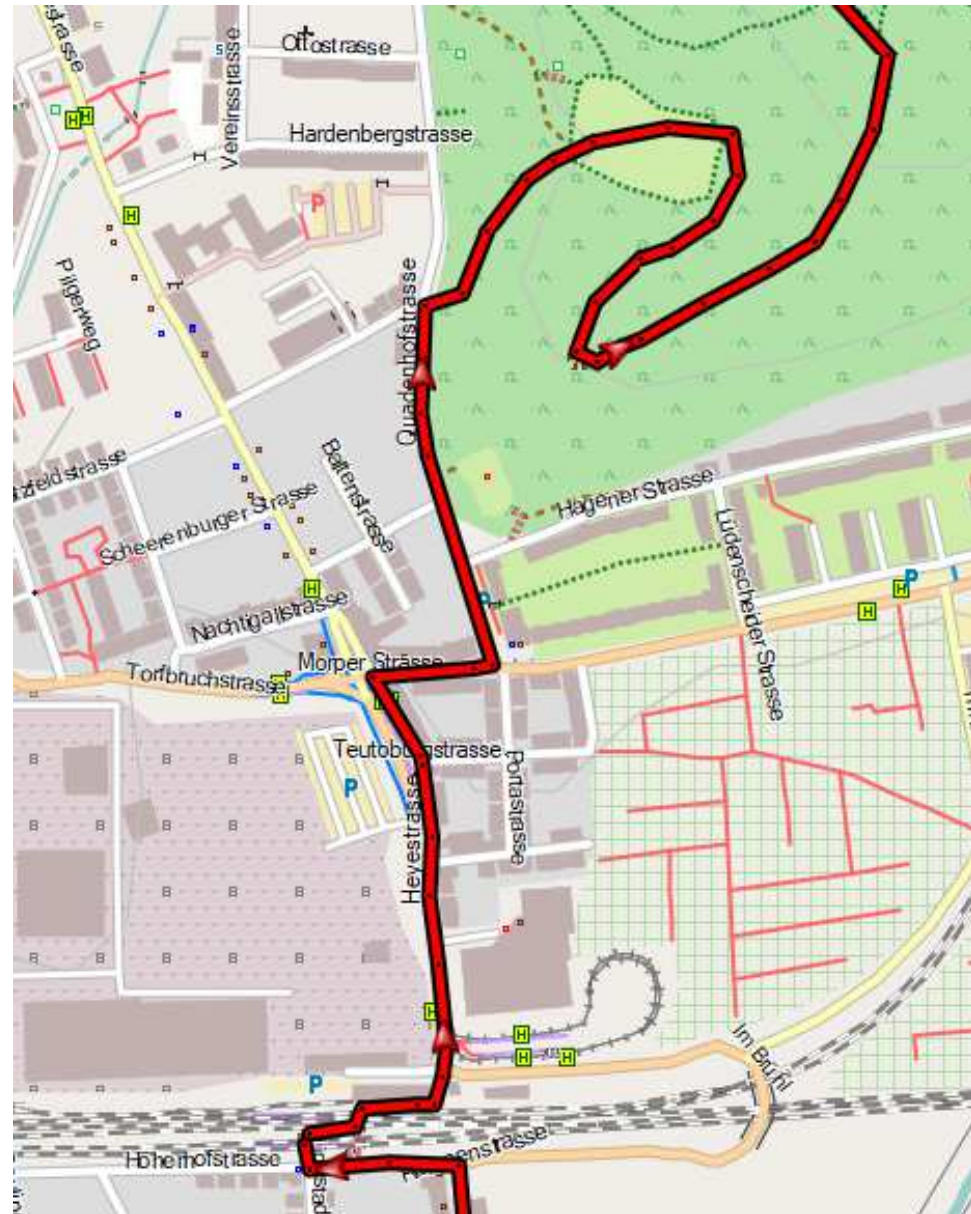 Ottostrasse
Vereinsstrasse
Hardenbergstrasse
P
Pilgerweg
Quadenhofstrasse
Baltenstrasse
Hagener Strasse
Scheerenburger Strasse
Lüdenscheider Strasse
P
P
Nachtigallstrasse
Morper Strasse
Torfbruchstrasse
Teutoburgstrasse
P
Portastrasse
Heyestrasse
Im Brühl
P
Höherhofstrasse